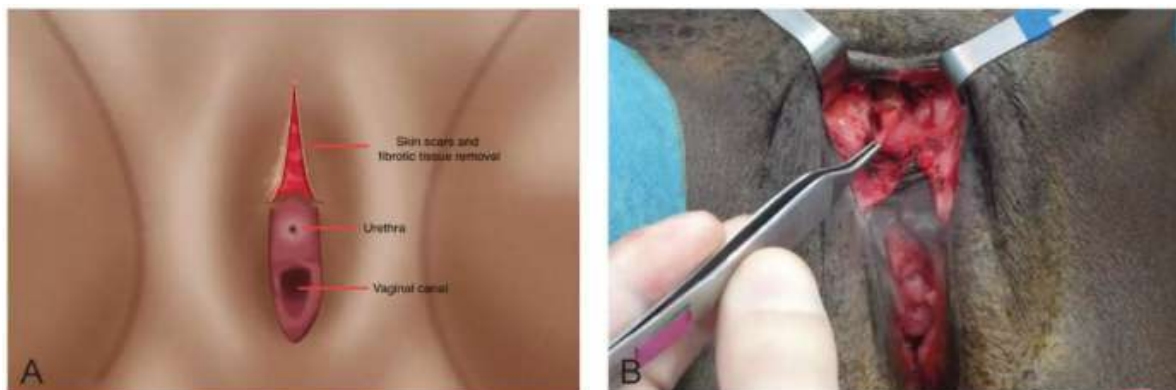 Skin scars and
fibrotic tissue removal
Urethra
Vaginal canal
A
B